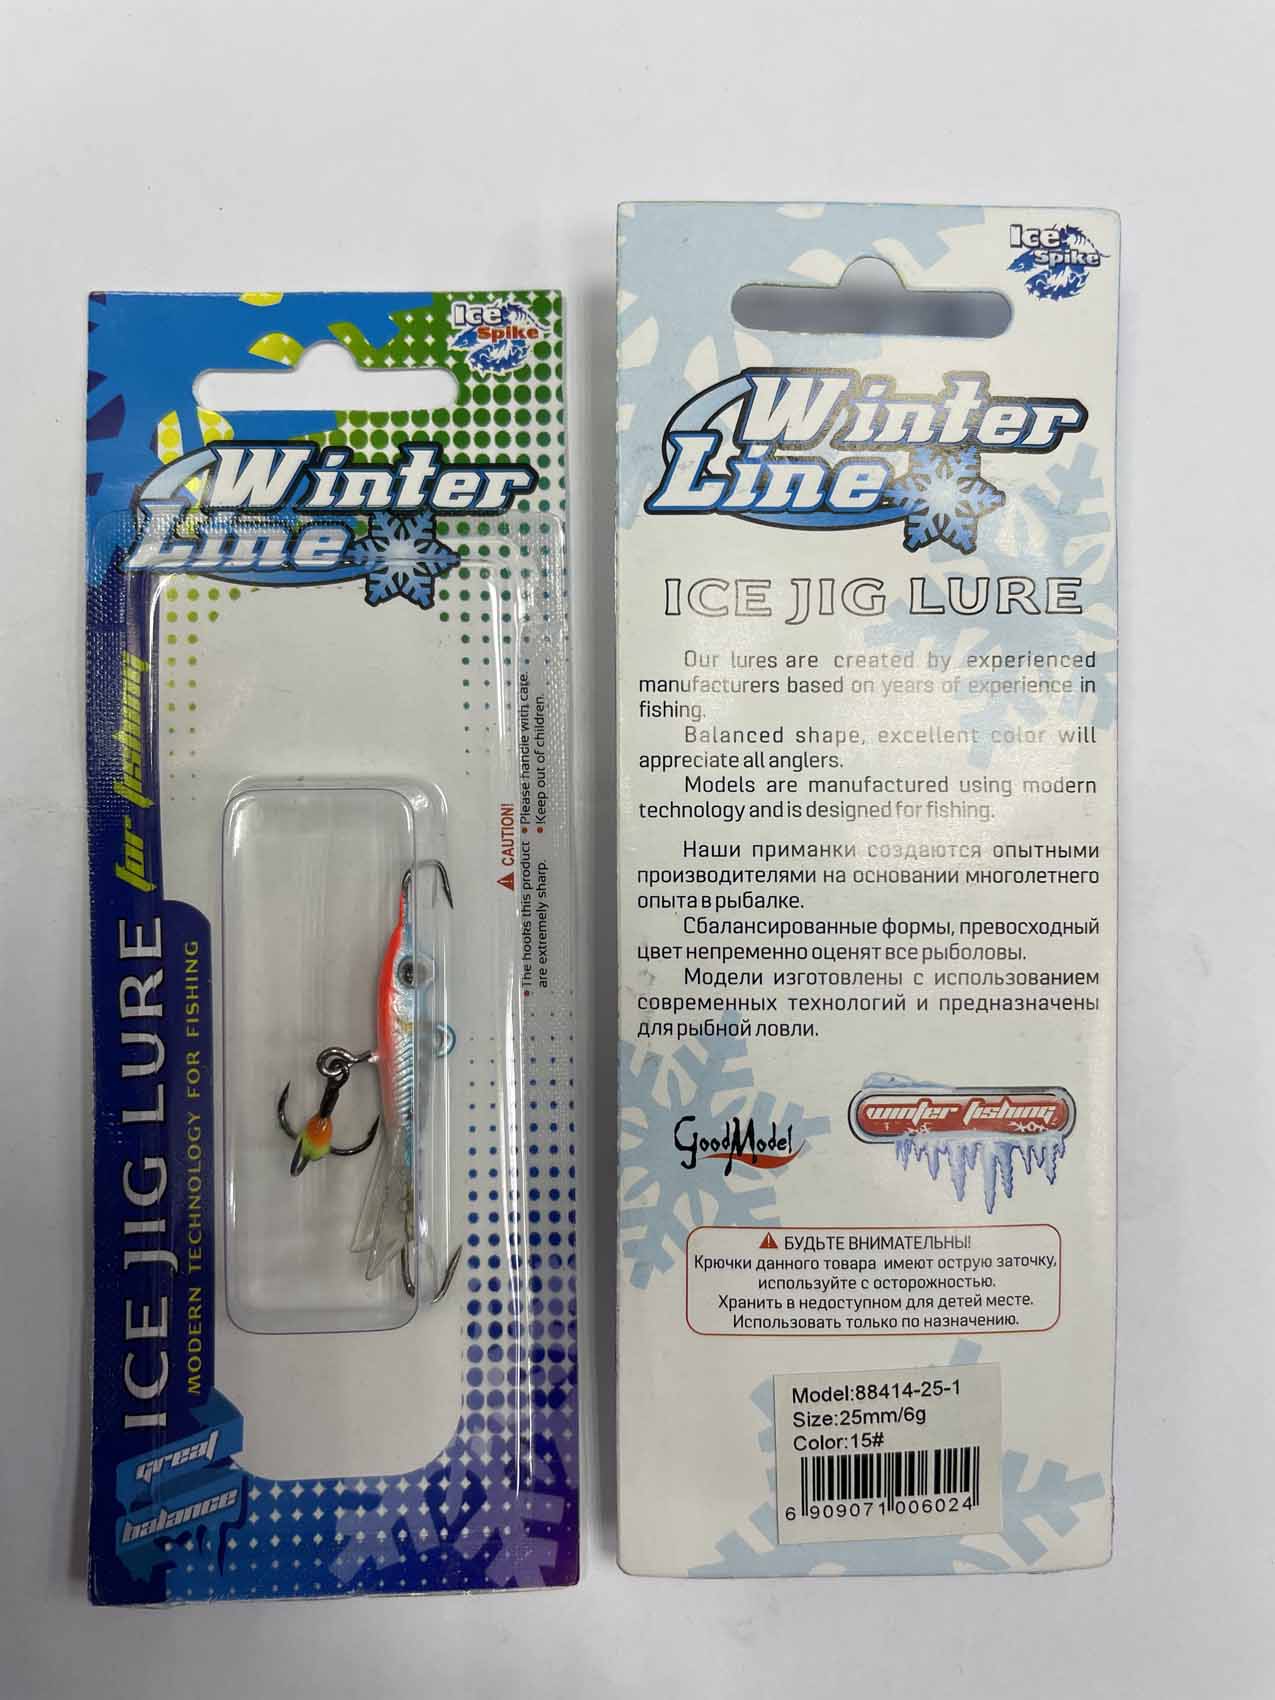 Ice
Spike
Winter
Line
for fishing
ICE JIG LURE
MODERN TECHNOLOGY FOR FISHING
great
balance
CAUTION!
• The hooks this product
are extremely sharp.
• Please handle with care.
• Keep out of children.
Ice
Spike
Winter
Line
ICE JIG LURE
Our lures are created by experienced
manufacturers based on years of experience in
fishing.
Balanced shape, excellent color will
appreciate all anglers.
Models are manufactured using modern
technology and is designed for fishing.
Наши приманки создаются опытными
производителями на основании многолетнего
опыта в рыбалке.
Сбалансированные формы, превосходный
цвет непременно оценят все рыболовы.
Модели изготовлены с использованием
современных технологий и предназначены
для рыбной ловли.
GoodModel
winter fishing
БУДЬТЕ ВНИМАТЕЛЬНЫ!
Крючки данного товара имеют острую заточку,
используйте с осторожностью.
Хранить в недоступном для детей месте.
Использовать только по назначению.
Model:88414-25-1
Size:25mm/6g
Color:15#
6 909071 006024